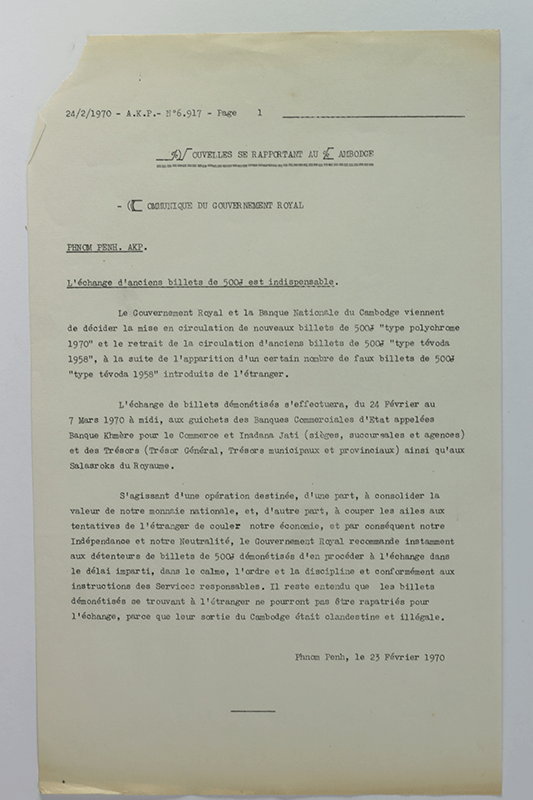 24/2/1970 - A.K.P.- N°6.917 - Page 1
NOUVELLES SE RAPPORTANT AU CAMBODGE
- COMMUNIQUE DU GOUVERNEMENT ROYAL
PHNOM PENH. AKP.
L'échange d'anciens billets de 500J est indispensable.
Le Gouvernement Royal et la Banque Nationale du Cambodge viennent
de décider la mise en circulation de nouveaux billets de 500J "type polychrome
1970" et le retrait de la circulation d'anciens billets de 500J "type tévoda
1958", à la suite de l'apparition d'un certain nombre de faux billets de 500J
"type tévoda 1958" introduits de l'étranger.
L'échange de billets démonétisés s'effectuera, du 24 Février au
7 Mars 1970 à midi, aux guichets des Banques Commerciales d'Etat appelées
Banque Khmère pour le Commerce et Inadana Jati (sièges, succursales et agences)
et des Trésors (Trésor Général, Trésors municipaux et provinciaux) ainsi qu'aux
Salasroks du Royaume.
S'agissant d'une opération destinée, d'une part, à consolider la
valeur de notre monnaie nationale, et, d'autre part, à couper les ailes aux
tentatives de l'étranger de couler notre économie, et par conséquent notre
Indépendance et notre Neutralité, le Gouvernement Royal recommande instamment
aux détenteurs de billets de 500J démonétisés d'en procéder à l'échange dans
le délai imparti, dans le calme, l'ordre et la discipline et conformément aux
instructions des Services responsables. Il reste entendu que les billets
démonétisés se trouvant à l'étranger ne pourront pas être rapatriés pour
l'échange, parce que leur sortie du Cambodge était clandestine et illégale.
Phnom Penh, le 23 Février 1970